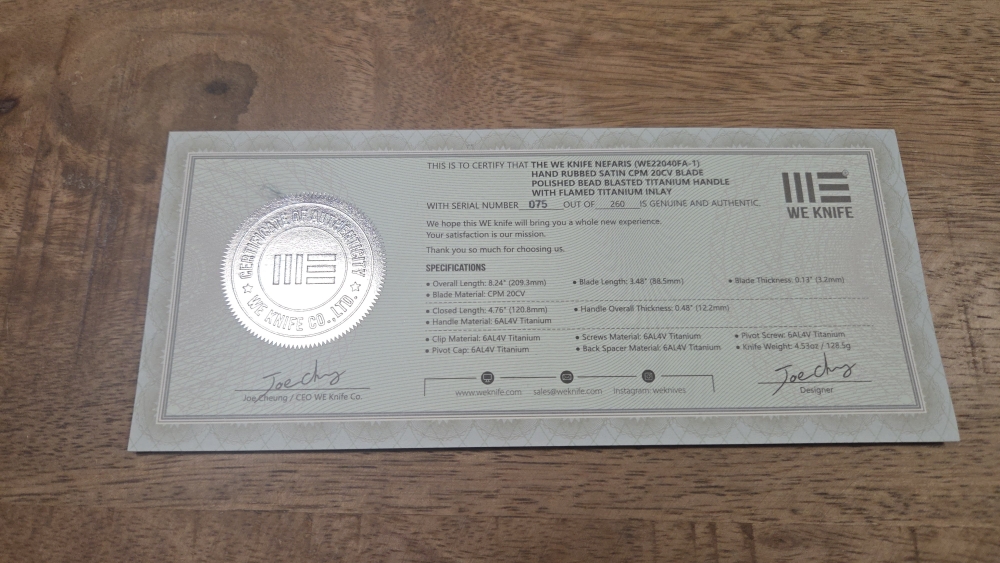 THIS IS TO CERTIFY THAT THE WE KNIFE NEFARIS (WE22040FA-1)
HAND RUBBED SATIN CPM 20CV BLADE
POLISHED BEAD BLASTED TITANIUM HANDLE
WITH FLAMED TITANIUM INLAY
WITH SERIAL NUMBER 075 OUT OF 260 IS GENUINE AND AUTHENTIC.
WE KNIFE
We hope this WE knife will bring you a whole new experience.
Your satisfaction is our mission.
Thank you so much for choosing us.
CERTIFICATE OF AUTHENTICITY
WE KNIFE CO., LTD.
SPECIFICATIONS
• Overall Length: 8.24" (209.3mm) • Blade Length: 3.48" (88.5mm) • Blade Thickness: 0.13" (3.2mm)
• Blade Material: CPM 20CV
• Closed Length: 4.76" (120.8mm) • Handle Overall Thickness: 0.48" (12.2mm)
• Handle Material: 6AL4V Titanium
• Clip Material: 6AL4V Titanium • Screws Material: 6AL4V Titanium • Pivot Screw: 6AL4V Titanium
• Pivot Cap: 6AL4V Titanium • Back Spacer Material: 6AL4V Titanium • Knife Weight: 4.53oz / 128.5g
Joe Cheung / CEO WE Knife Co.
www.weknife.com sales@weknife.com Instagram: weknives
Designer